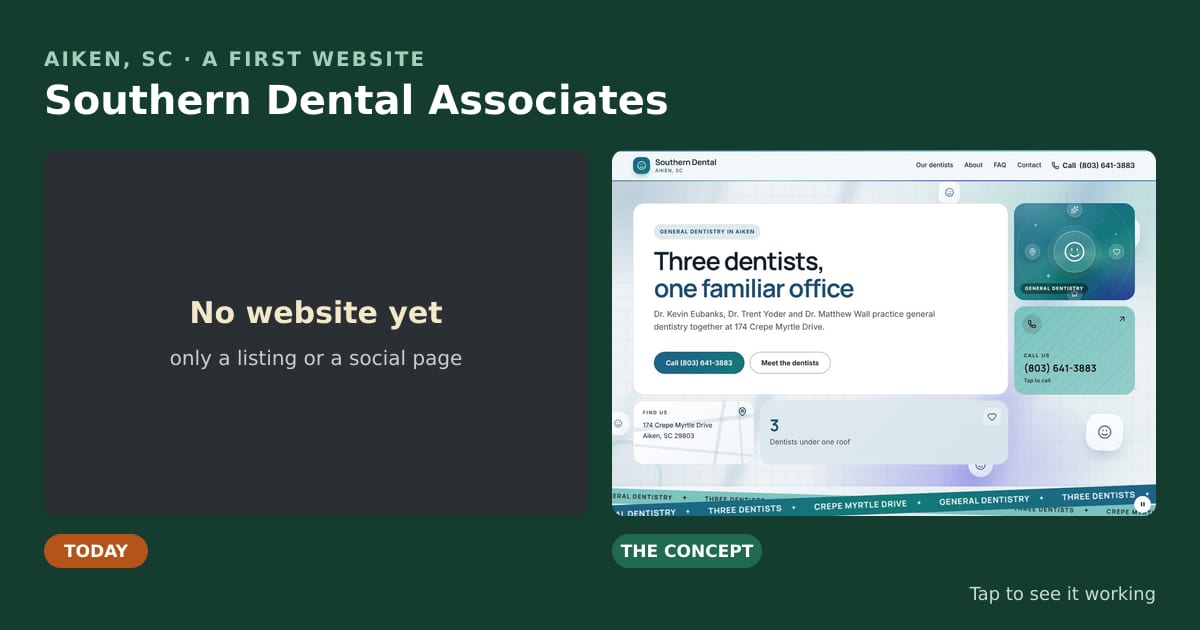 AIKEN, SC · A FIRST WEBSITE
Southern Dental Associates
No website yet
only a listing or a social page
TODAY
Southern Dental
AIKEN, SC
Our dentists About FAQ Contact Call (803) 641-3883
GENERAL DENTISTRY IN AIKEN
Three dentists,
one familiar office
Dr. Kevin Eubanks, Dr. Trent Yoder and Dr. Matthew Wall practice general
dentistry together at 174 Crepe Myrtle Drive.
Call (803) 641-3883 Meet the dentists
GENERAL DENTISTRY
CALL US
(803) 641-3883
Tap to call
FIND US
174 Crepe Myrtle Drive
Aiken, SC 29803
3
Dentists under one roof
DENTISTRY THREE DENTISTS
DENTISTRY THREE DENTISTS CREPE MYRTLE DRIVE GENERAL DENTISTRY THREE DENTISTS
DENTISTS
THE CONCEPT
Tap to see it working